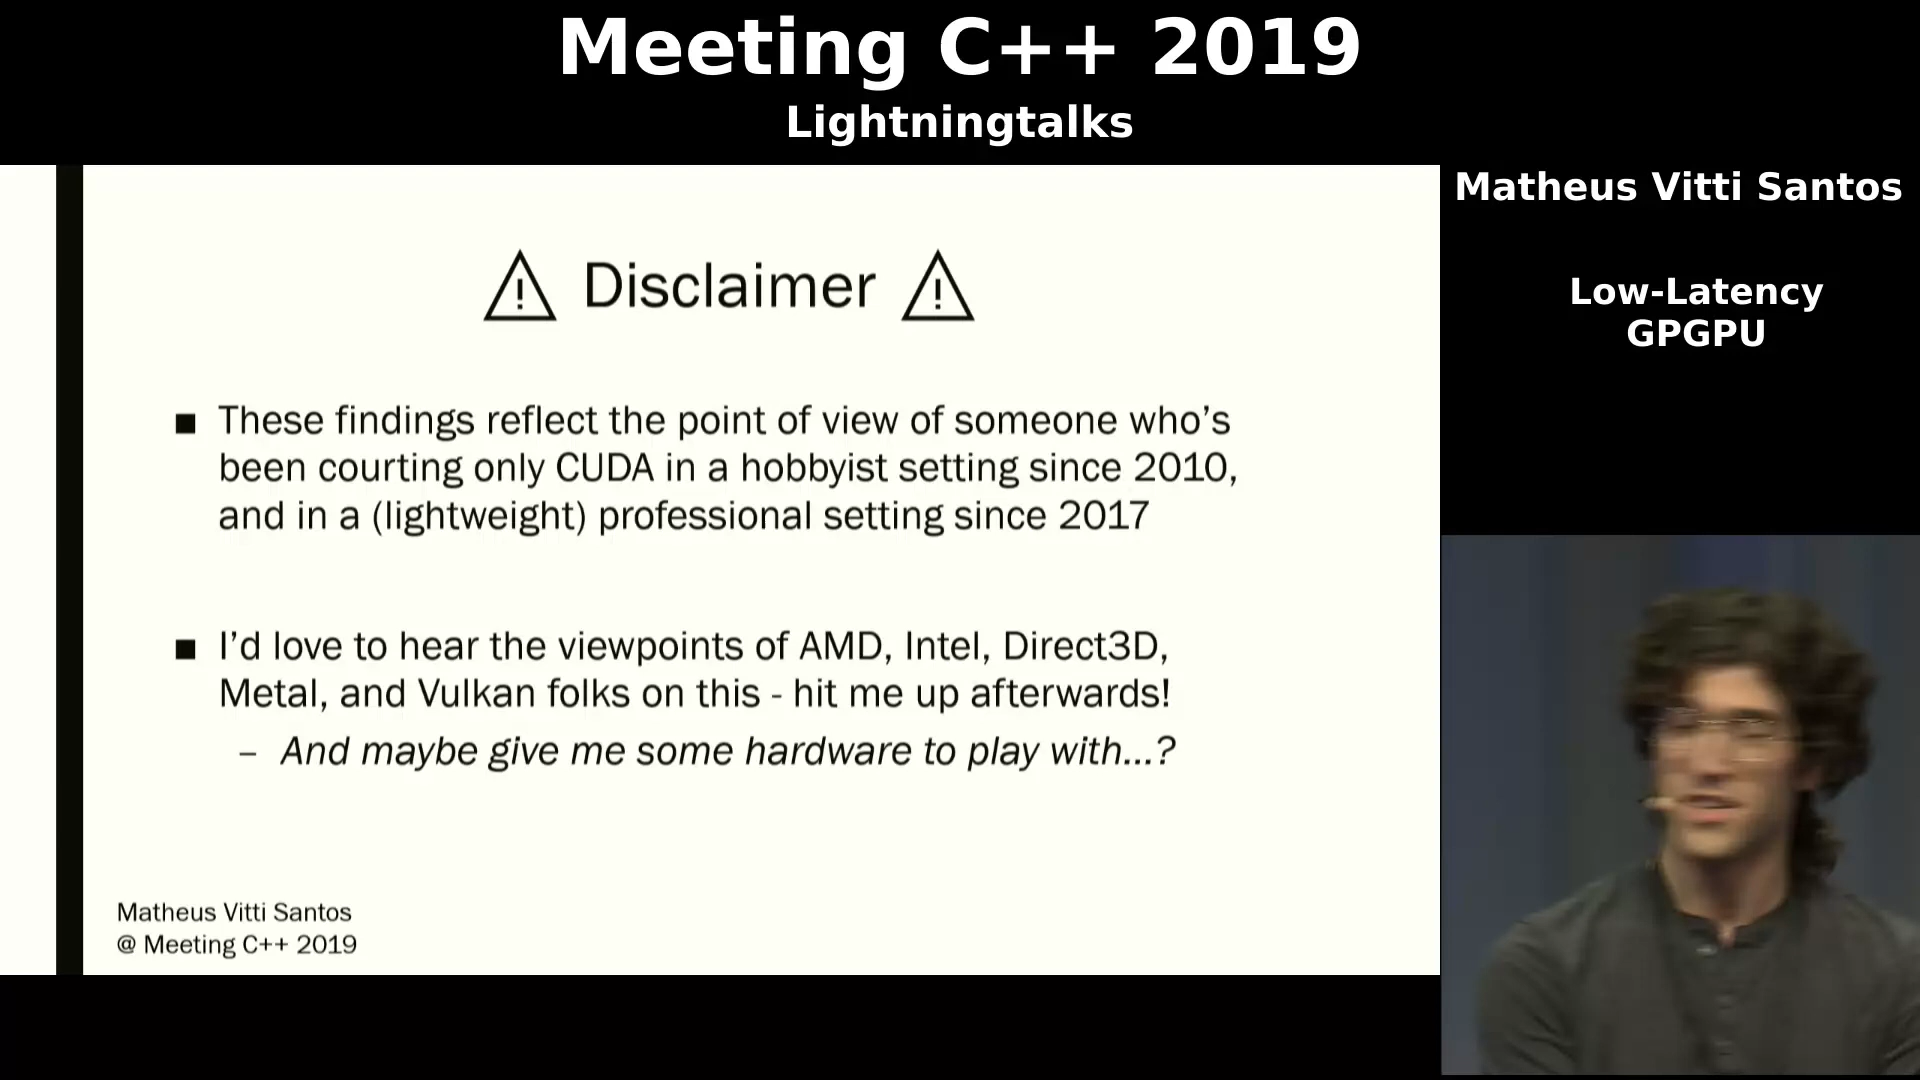 Meeting C++ 2019
Lightningtalks
Matheus Vitti Santos
Low-Latency
GPGPU
⚠ Disclaimer ⚠
■ These findings reflect the point of view of someone who’s
been courting only CUDA in a hobbyist setting since 2010,
and in a (lightweight) professional setting since 2017
■ I’d love to hear the viewpoints of AMD, Intel, Direct3D,
Metal, and Vulkan folks on this - hit me up afterwards!
– And maybe give me some hardware to play with...?
Matheus Vitti Santos
@ Meeting C++ 2019